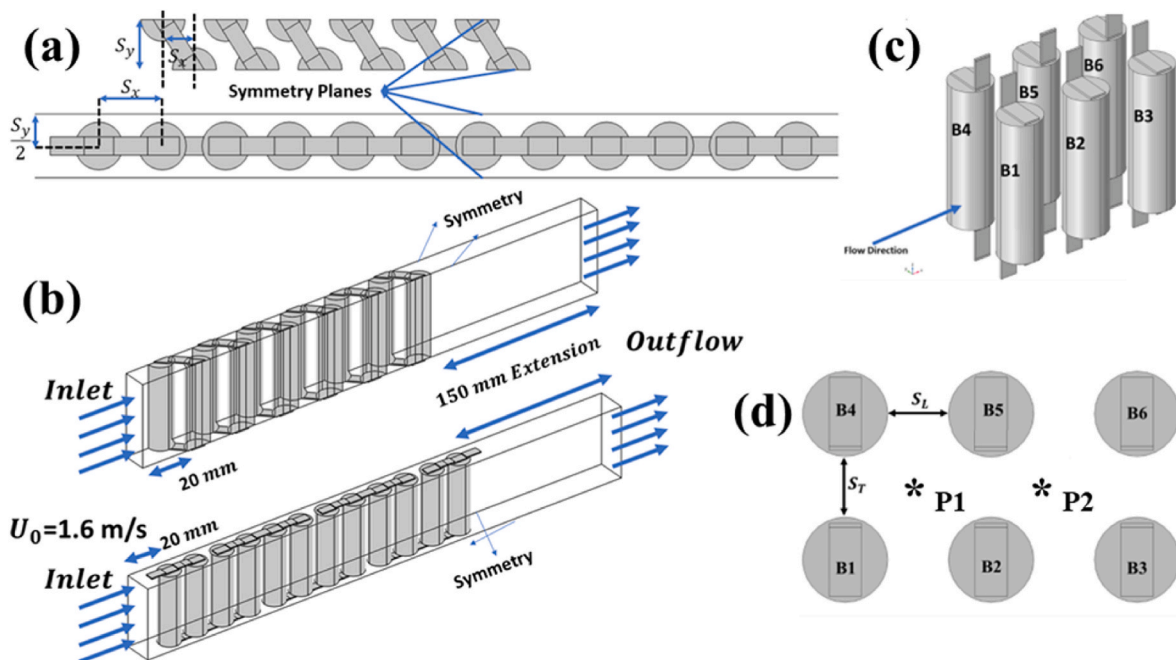 (a)
S_y
S_x
Symmetry Planes
S_x
S_y
2
(b)
Symmetry
Inlet
20 mm
150 mm Extension
Outflow
U_0=1.6 m/s
20 mm
Inlet
Symmetry
(c)
B6
B5
B3
B4
B2
B1
Flow Direction
(d)
B4
S_L
B5
B6
S_T
* P1
* P2
B1
B2
B3